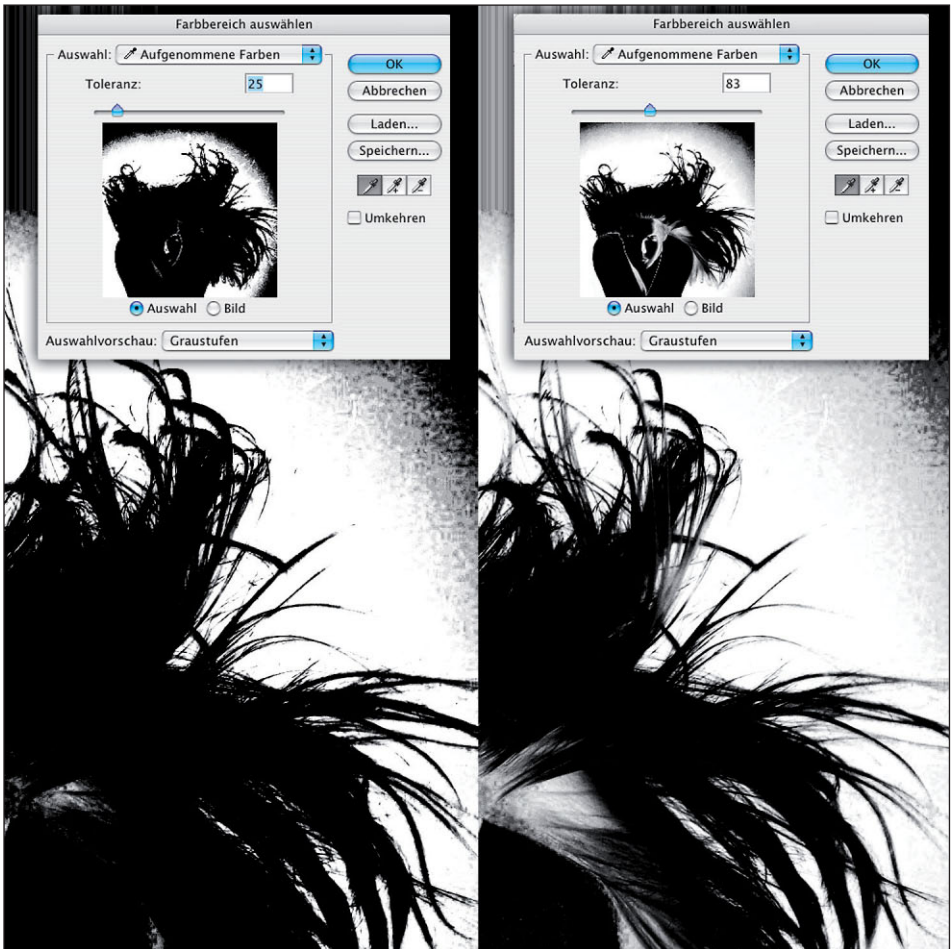 Farbbereich auswählen
Auswahl: Aufgenommene Farben
Toleranz: 25
OK
Abbrechen
Laden...
Speichern...
Umkehren
Auswahl Bild
Auswahlvorschau: Graustufen
Farbbereich auswählen
Auswahl: Aufgenommene Farben
Toleranz: 83
OK
Abbrechen
Laden...
Speichern...
Umkehren
Auswahl Bild
Auswahlvorschau: Graustufen